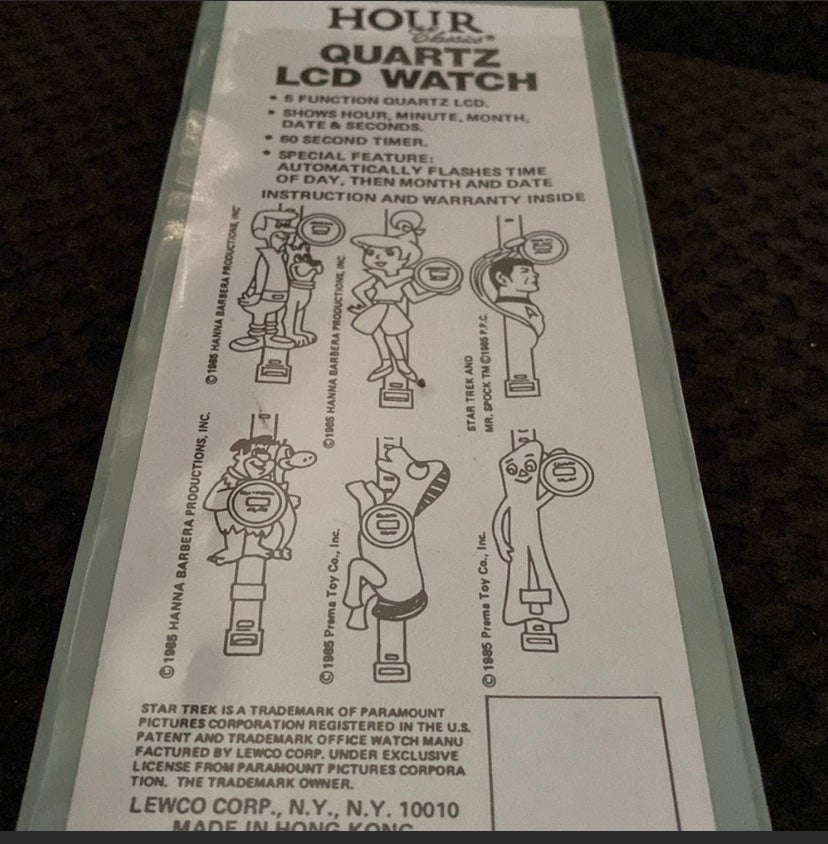 HOUR
Classics®
QUARTZ
LCD WATCH
• 5 FUNCTION QUARTZ LCD.
• SHOWS HOUR, MINUTE, MONTH,
DATE & SECONDS.
• 60 SECOND TIMER.
• SPECIAL FEATURE:
AUTOMATICALLY FLASHES TIME
OF DAY, THEN MONTH AND DATE
INSTRUCTION AND WARRANTY INSIDE
©1985 HANNA BARBERA PRODUCTIONS, INC
©1985 HANNA BARBERA PRODUCTIONS, INC
STAR TREK AND
MR. SPOCK TM ©1985 P.P.C.
©1985 HANNA BARBERA PRODUCTIONS, INC.
©1985 Prema Toy Co., Inc.
©1985 Prema Toy Co., Inc.
STAR TREK IS A TRADEMARK OF PARAMOUNT
PICTURES CORPORATION REGISTERED IN THE U.S.
PATENT AND TRADEMARK OFFICE WATCH MANU
FACTURED BY LEWCO CORP. UNDER EXCLUSIVE
LICENSE FROM PARAMOUNT PICTURES CORPORA
TION. THE TRADEMARK OWNER.
LEWCO CORP., N.Y., N.Y. 10010
MADE IN HONG KONG